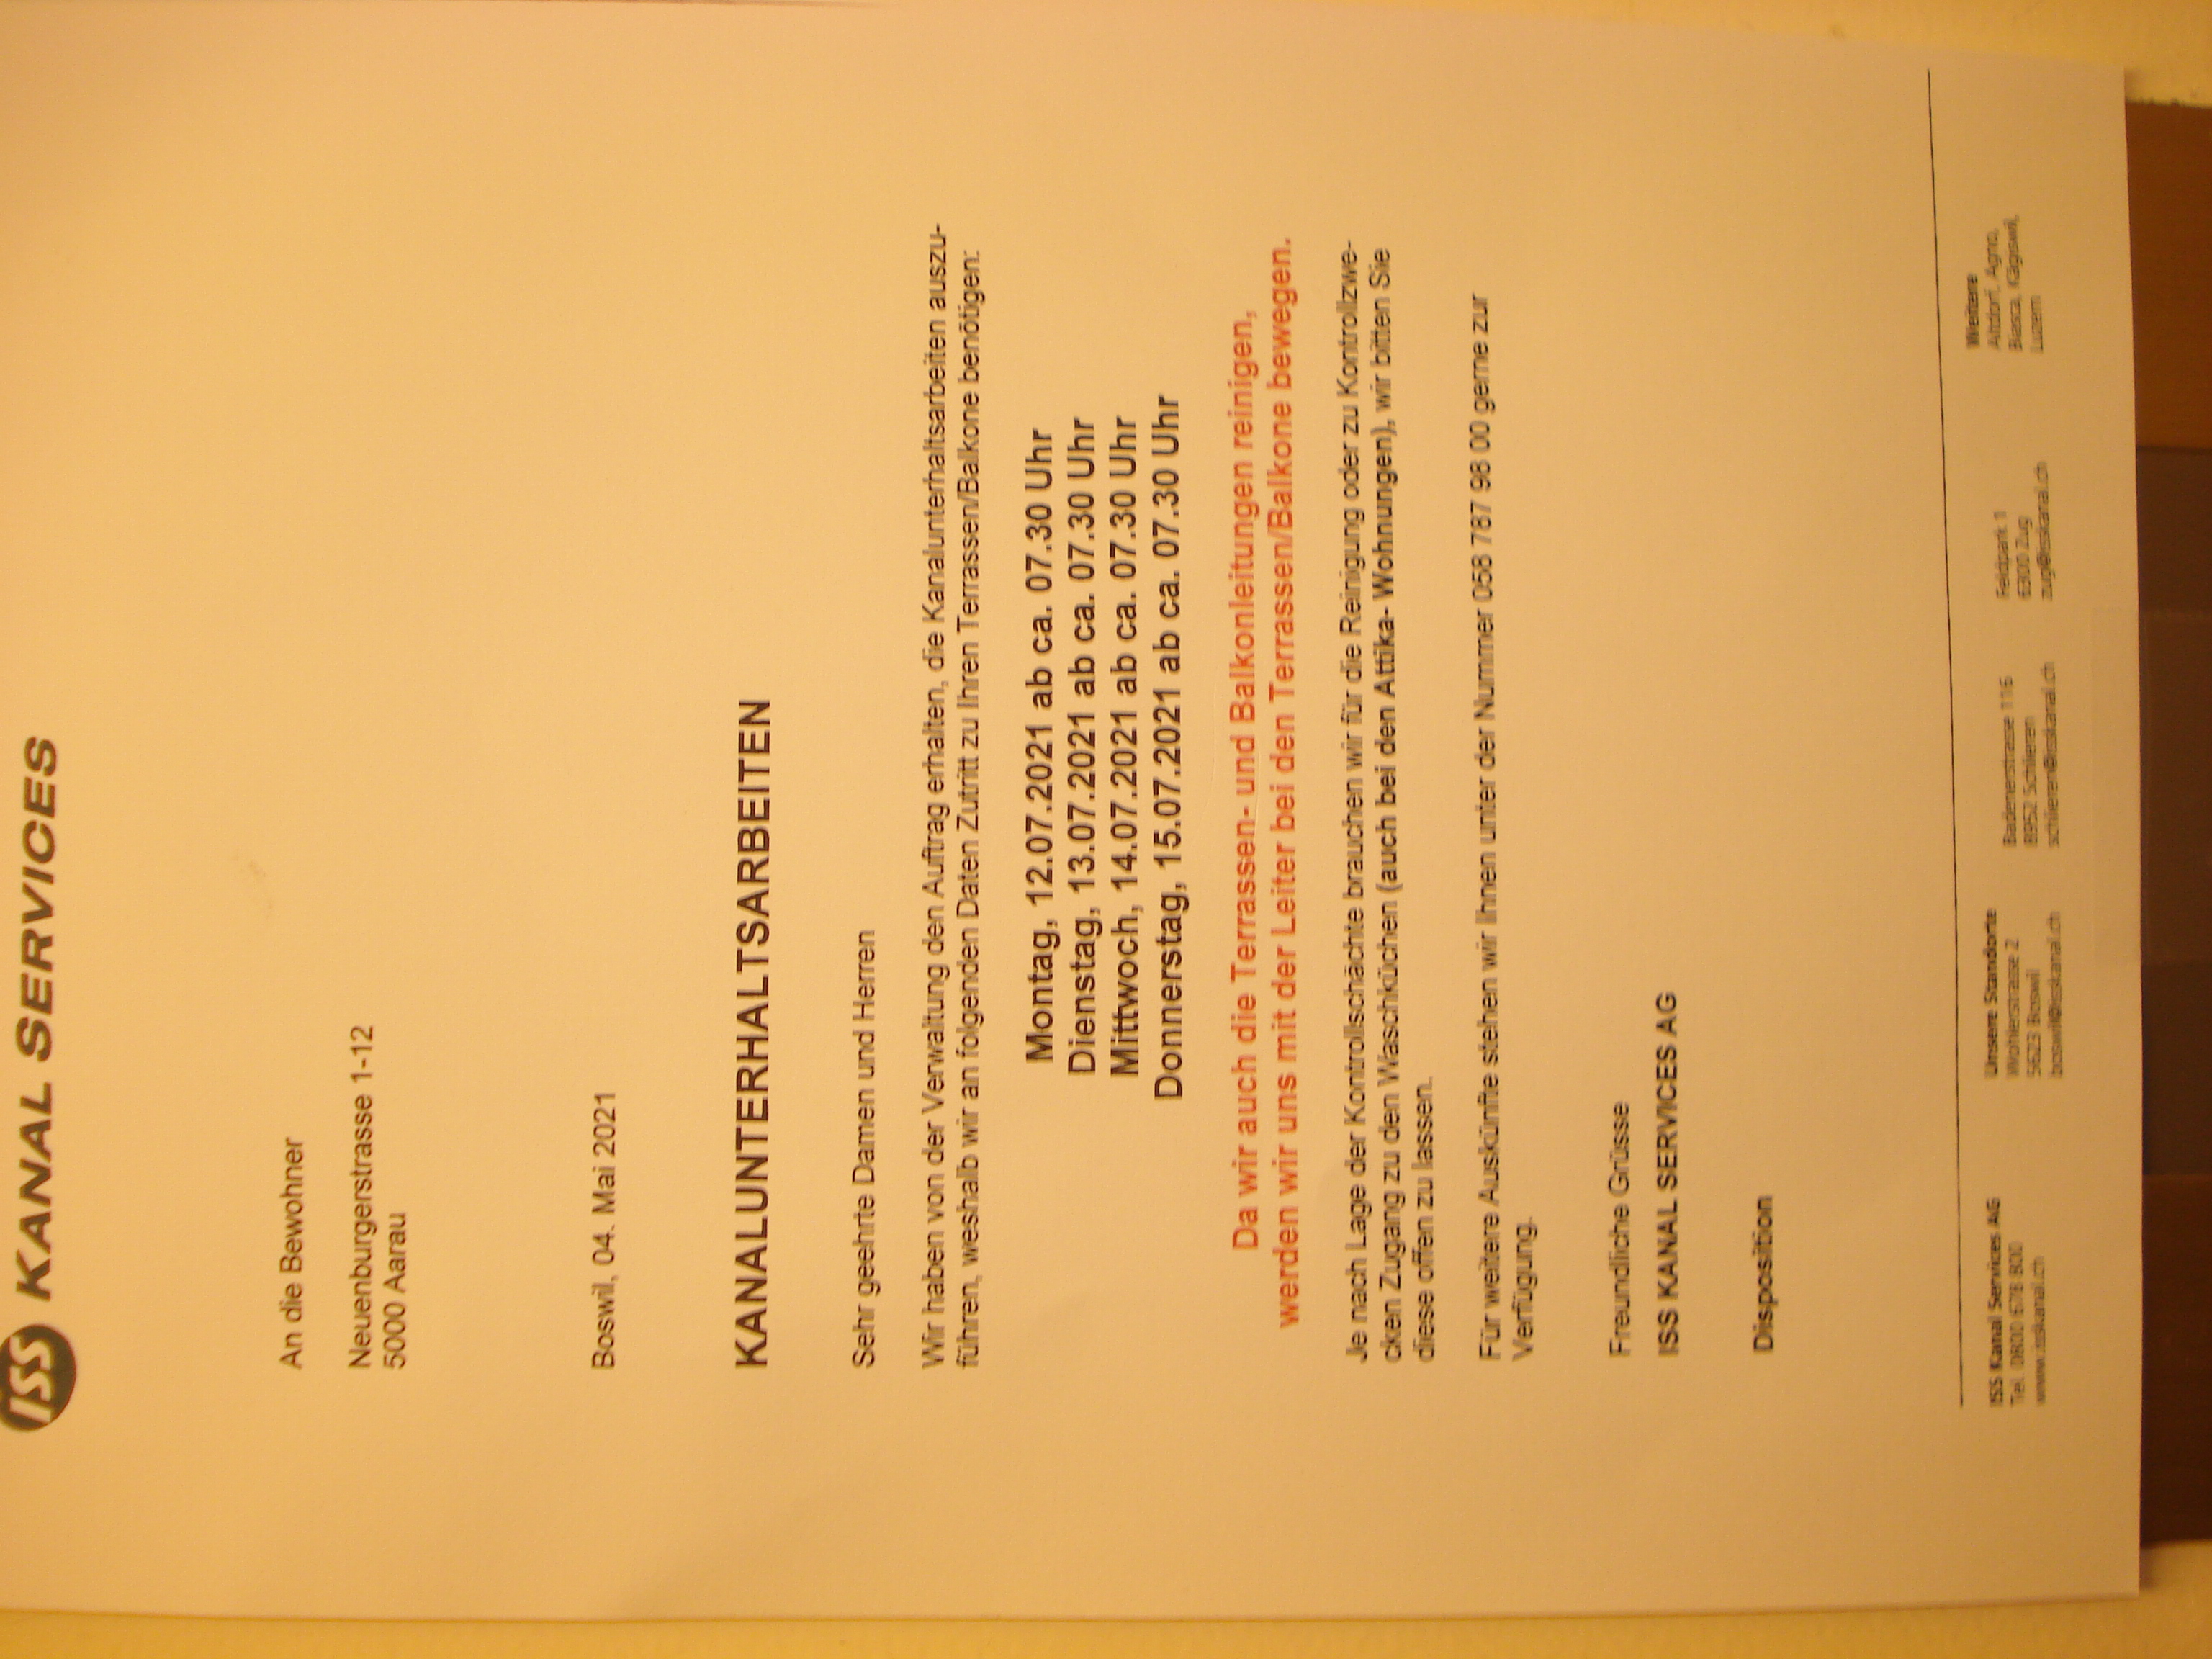 ISS KANAL SERVICES
An die Bewohner
Neuenburgerstrasse 1-12
5000 Aarau
Boswil, 04. Mai 2021
KANALUNTERHALTSARBEITEN
Sehr geehrte Damen und Herren
Wir haben von der Verwaltung den Auftrag erhalten, die Kanalunterhaltsarbeiten auszu-
führen, weshalb wir an folgenden Daten Zutritt zu Ihren Terrassen/Balkone benötigen:
Montag, 12.07.2021 ab ca. 07.30 Uhr
Dienstag, 13.07.2021 ab ca. 07.30 Uhr
Mittwoch, 14.07.2021 ab ca. 07.30 Uhr
Donnerstag, 15.07.2021 ab ca. 07.30 Uhr
Da wir auch die Terrassen- und Balkonleitungen reinigen,
werden wir uns mit der Leiter bei den Terrassen/Balkone bewegen.
Je nach Lage der Kontrollschächte brauchen wir für die Reinigung oder zu Kontrollzwe-
cken Zugang zu den Waschküchen (auch bei den Attika- Wohnungen), wir bitten Sie
diese offen zu lassen.
Für weitere Auskünfte stehen wir Ihnen unter der Nummer 058 787 98 00 gerne zur
Verfügung.
Freundliche Grüsse
ISS KANAL SERVICES AG
Disposition
ISS Kanal Services AG
Tel. 0800 678 800
www.isskanal.ch
Unsere Standorte
Wohlerstrasse 2
5623 Boswil
boswil@isskanal.ch
Badenerstrasse 116
8952 Schlieren
schlieren@isskanal.ch
Feldpark 1
6300 Zug
zug@isskanal.ch
Weitere
Altdorf, Agno,
Biasca, Kägiswil,
Luzern